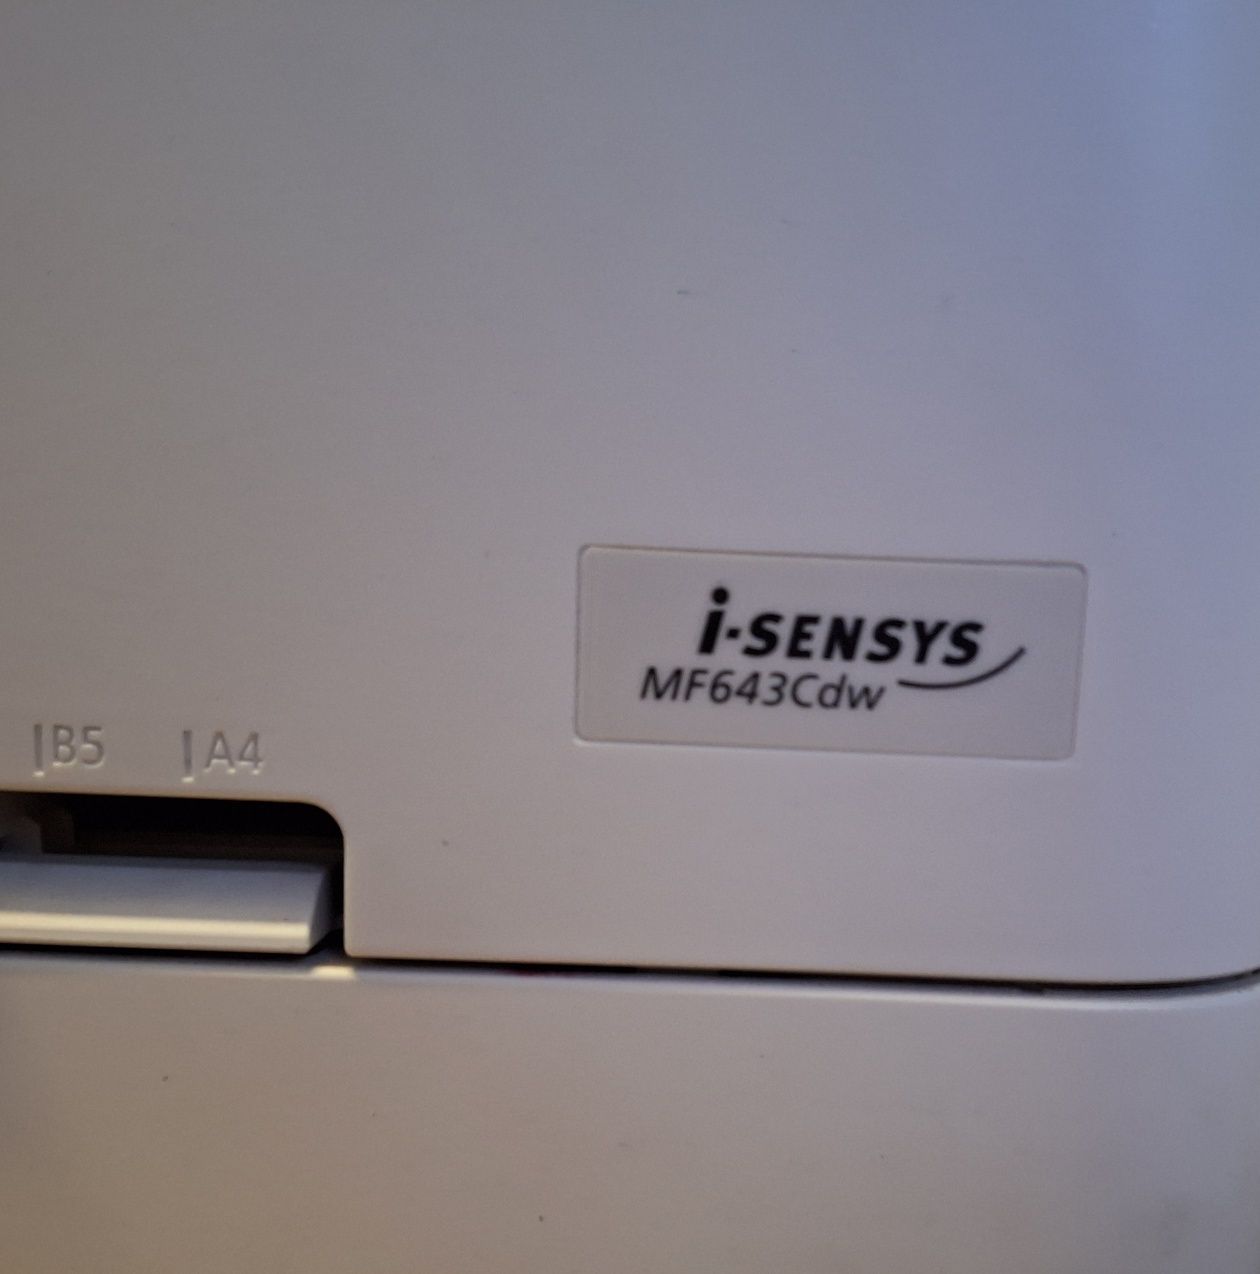 i-SENSYS
MF643Cdw
B5 A4